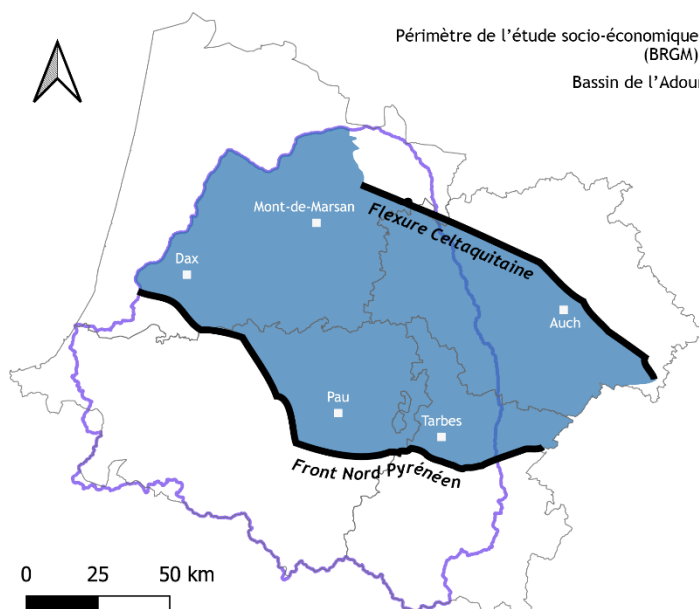 Périmètre de l'étude socio-économique
(BRGM)
Bassin de l'Adour
Mont-de-Marsan
Flexure Celtaquitaine
Dax
Auch
Pau
Tarbes
Front Nord Pyrénéen
0 25 50 km